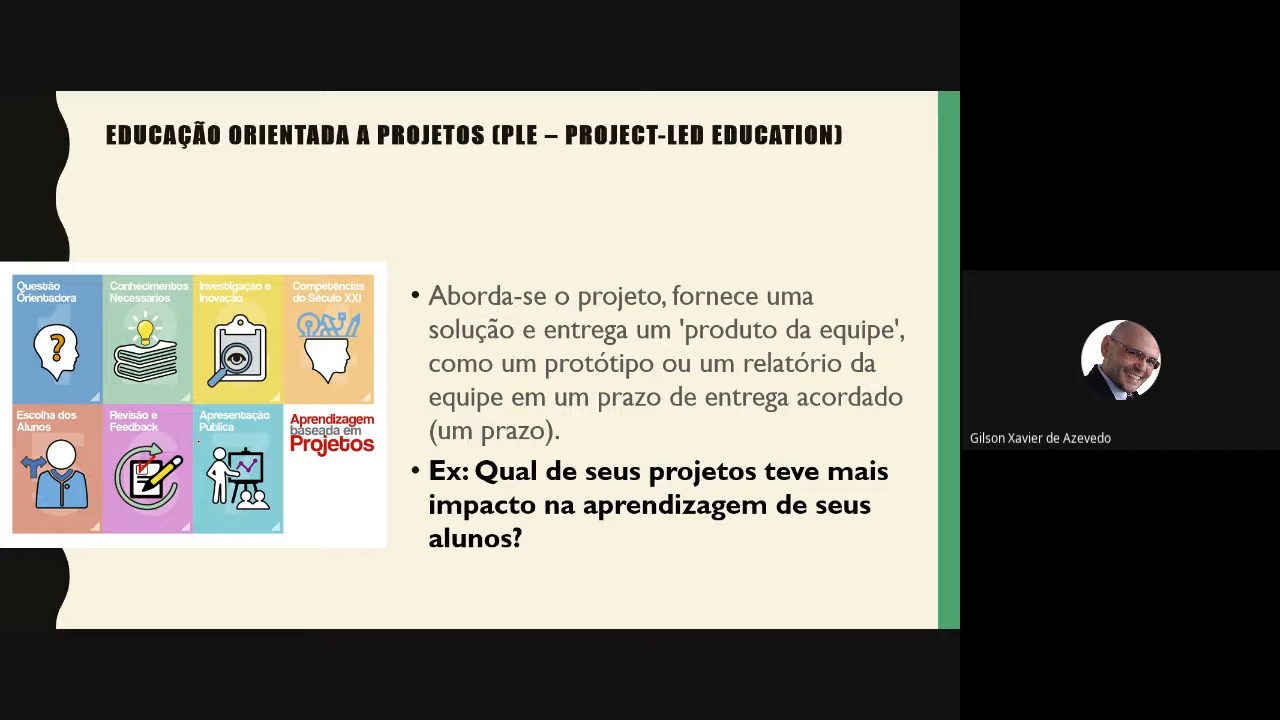 EDUCAÇÃO ORIENTADA A PROJETOS (PLE – PROJECT-LED EDUCATION)
Questão
Orientadora
Conhecimentos
Necessários
Investigação e
Inovação
Competências
do Século XXI
Escolha dos
Alunos
Revisão e
Feedback
Apresentação
Pública
Aprendizagem
baseada em
Projetos
• Aborda-se o projeto, fornece uma
solução e entrega um 'produto da equipe',
como um protótipo ou um relatório da
equipe em um prazo de entrega acordado
(um prazo).
• Ex: Qual de seus projetos teve mais
impacto na aprendizagem de seus
alunos?
Gilson Xavier de Azevedo